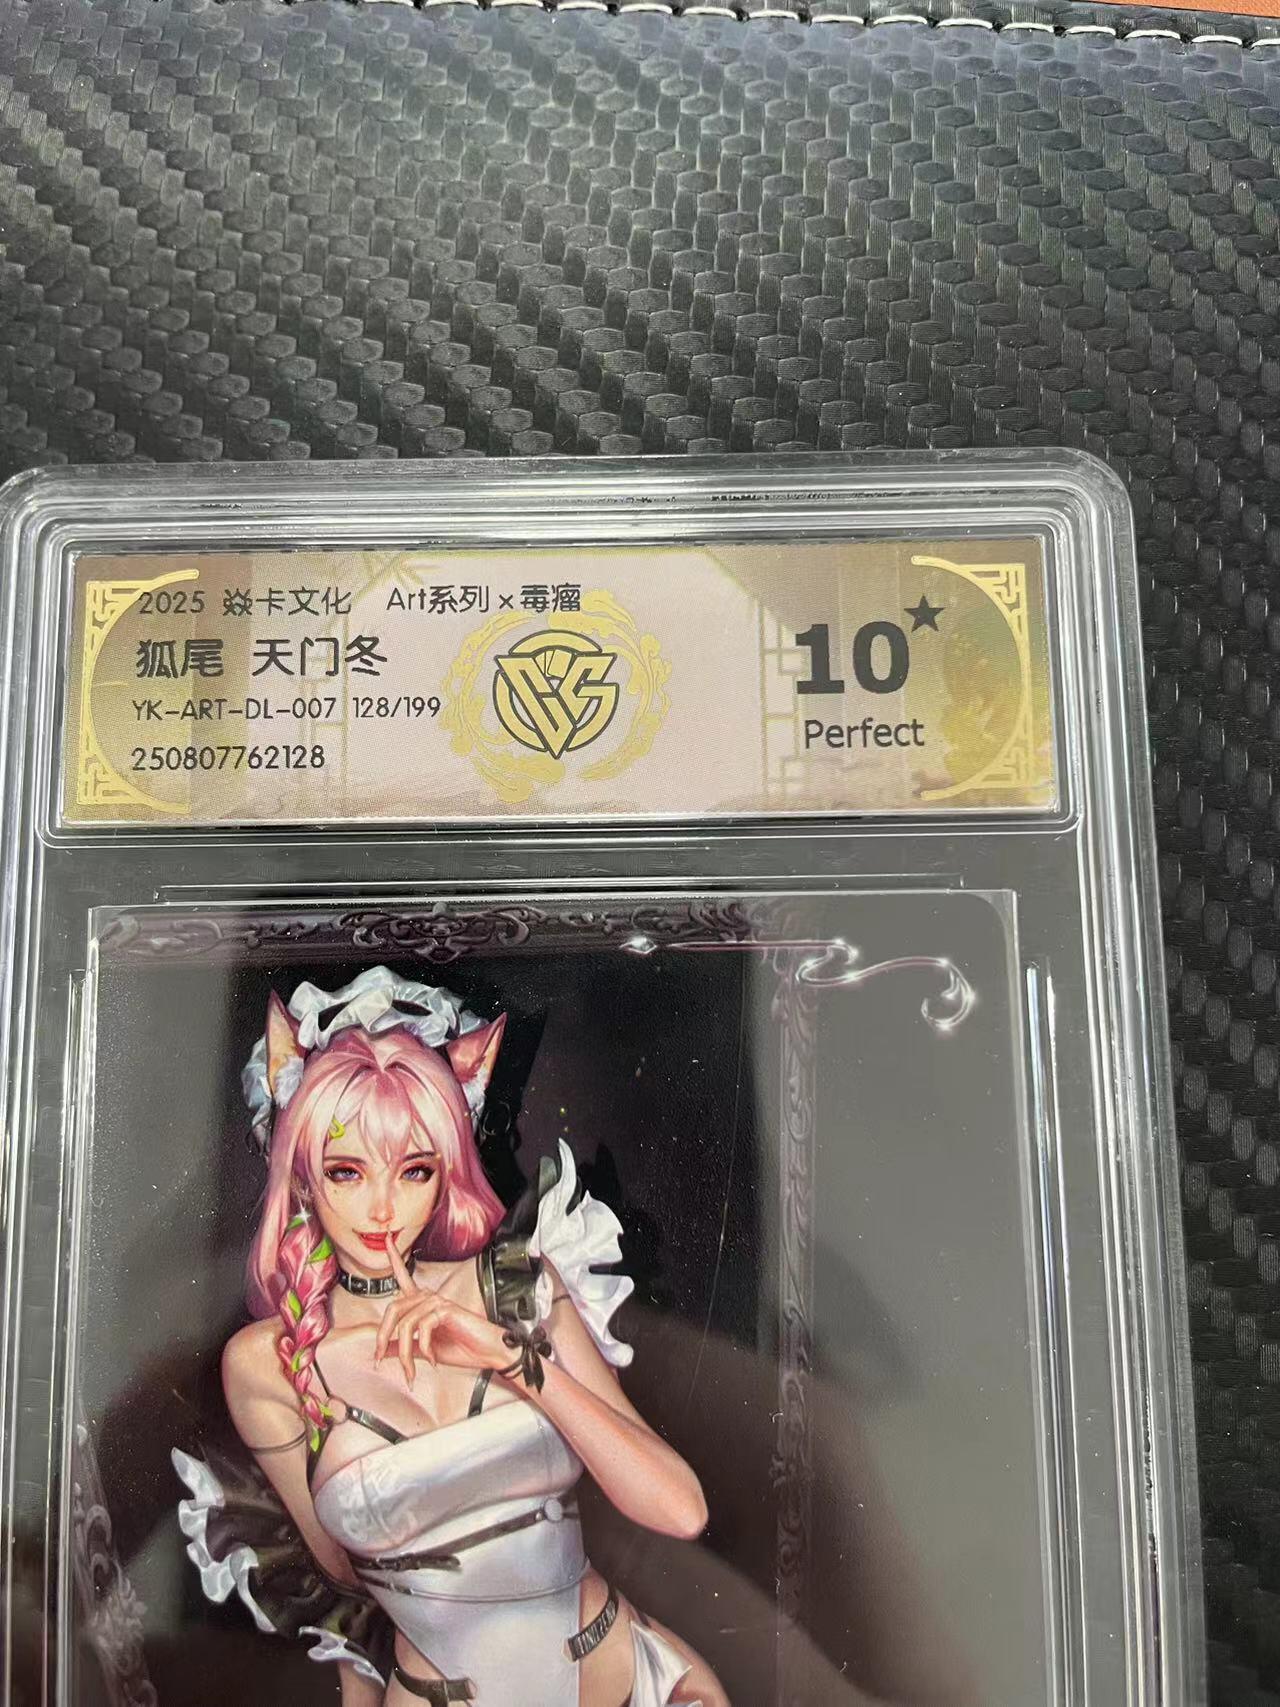 2025 焱卡文化 Art系列 x 毒瘤
狐尾 天门冬
YK-ART-DL-007 128/199
250807762128
10★
Perfect